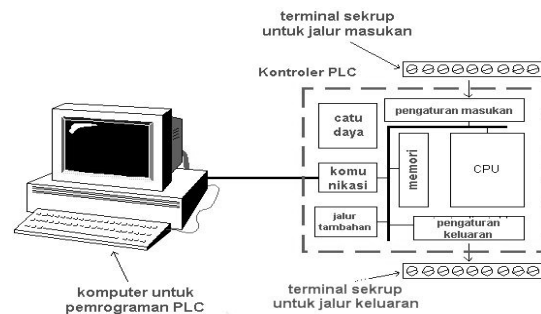 terminal sekrup
untuk jalur masukan
Kontroler PLC
catu
daya
pengaturan masukan
komu
nikasi
memori
CPU
jalur
tambahan
pengaturan
keluaran
komputer untuk
pemrograman PLC
terminal sekrup
untuk jalur keluaran